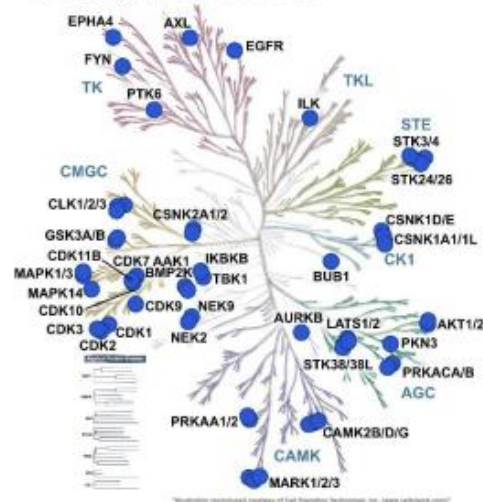 EPHA4
AXL
EGFR
FYN
TK
PTK6
TKL
ILK
STE
STK3/4
STK24/26
CMGC
CLK1/2/3
CSNK2A1/2
CSNK1D/E
CSNK1A1/1L
CK1
GSK3A/B
CDK11B
CDK7 AAK1
IKBKB
MAPK1/3
BMP2K
TBK1
BUB1
MAPK14
CDK10
CDK9
NEK9
CDK3
CDK1
CDK2
NEK2
AURKB
LATS1/2
AKT1/2
PKN3
STK38/38L
PRKACA/B
AGC
PRKAA1/2
CAMK2B/D/G
CAMK
MARK1/2/3